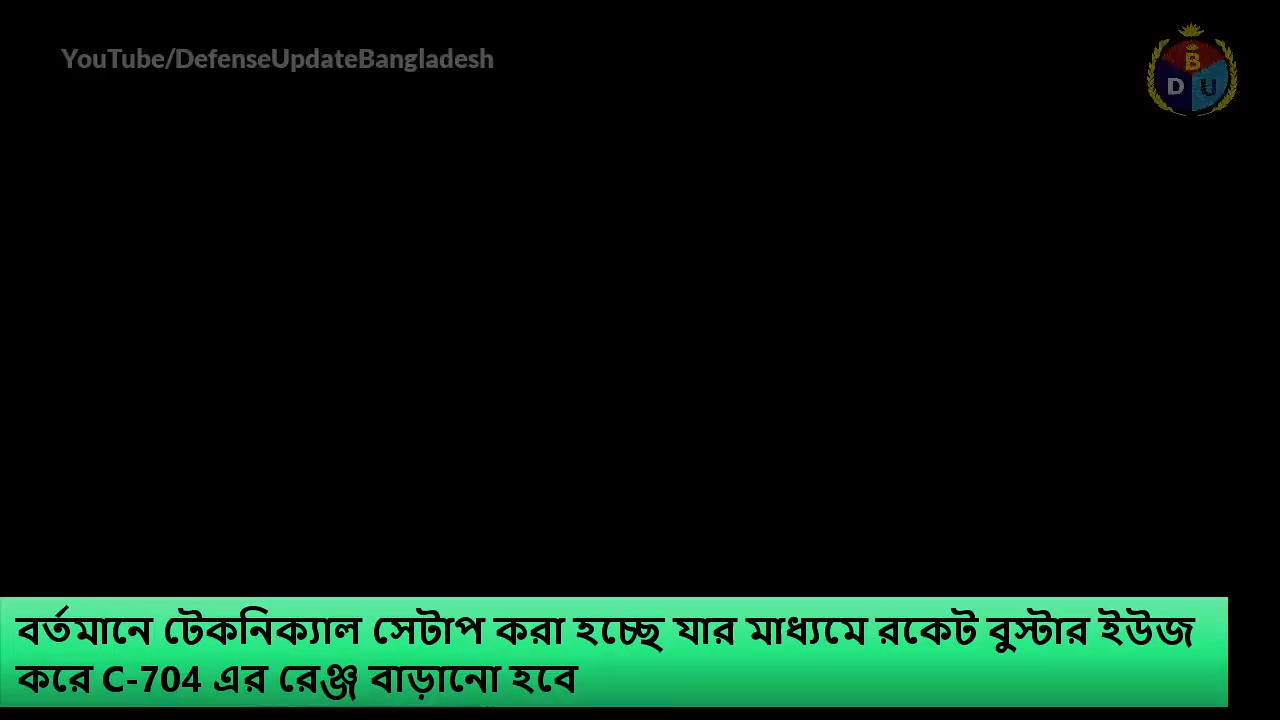 YouTube/DefenseUpdateBangladesh
B
D U
বর্তমানে টেকনিক্যাল সেটাপ করা হচ্ছে যার মাধ্যমে রকেট বুস্টার ইউজ
করে C-704 এর রেঞ্জ বাড়ানো হবে